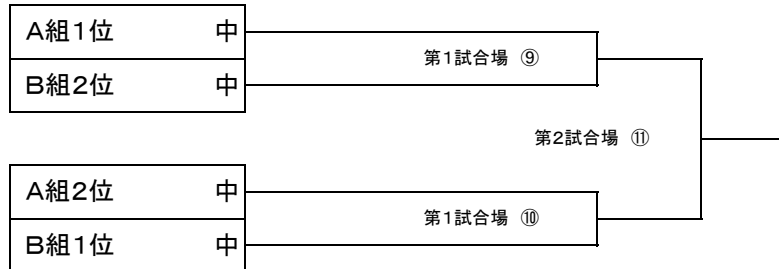 A組1位 中
第1試合場 ⑨
B組2位 中
第2試合場 ⑪
A組2位 中
第1試合場 ⑩
B組1位 中